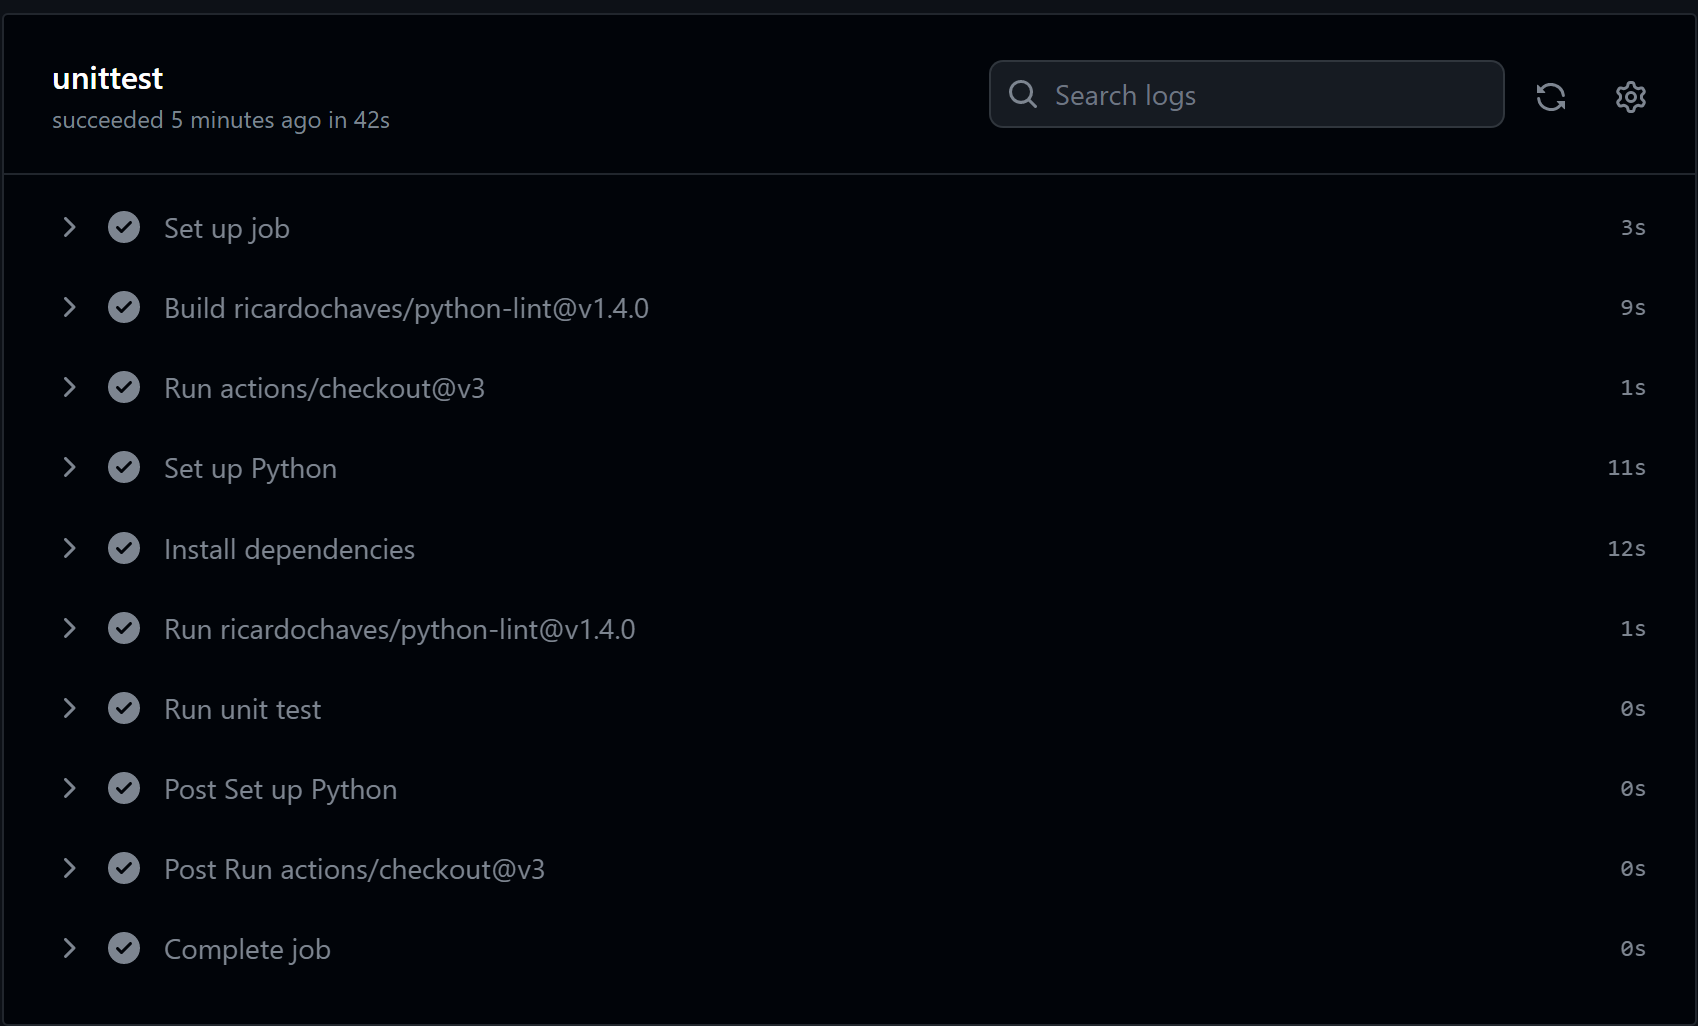 unittest
succeeded 5 minutes ago in 42s
Search logs
Set up job 3s
Build ricardochaves/python-lint@v1.4.0 9s
Run actions/checkout@v3 1s
Set up Python 11s
Install dependencies 12s
Run ricardochaves/python-lint@v1.4.0 1s
Run unit test 0s
Post Set up Python 0s
Post Run actions/checkout@v3 0s
Complete job 0s